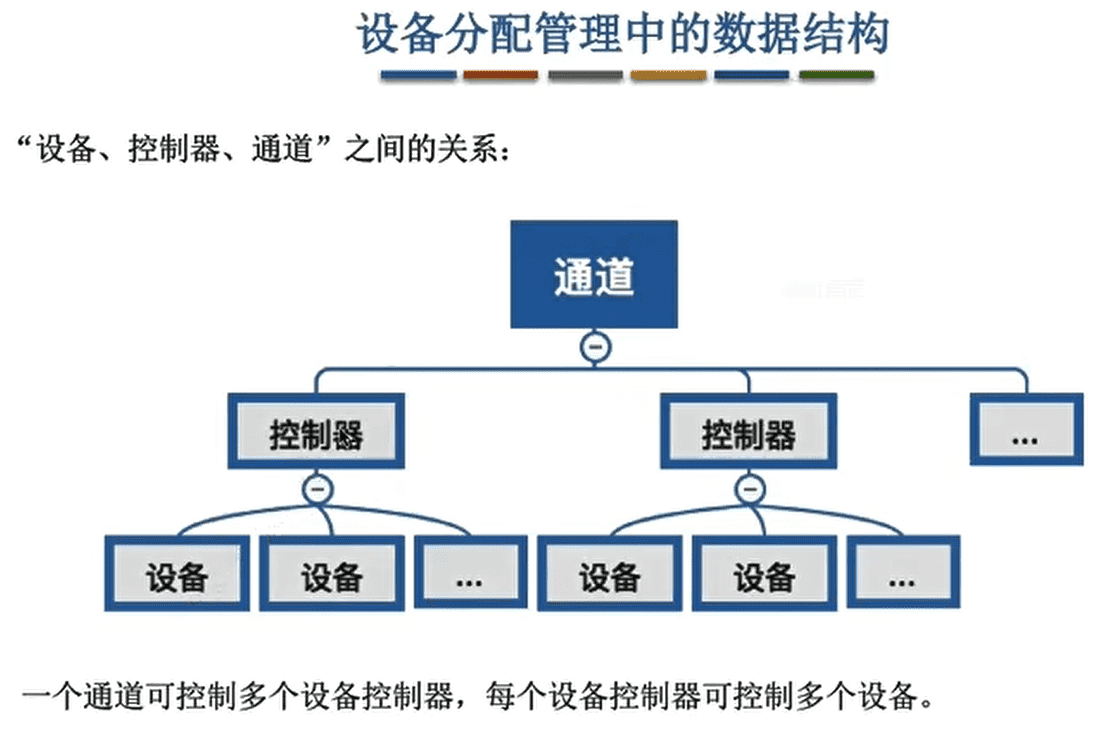 设备分配管理中的数据结构
“设备、控制器、通道”之间的关系：
通道
控制器
控制器
...
设备
设备
...
设备
设备
...
一个通道可控制多个设备控制器，每个设备控制器可控制多个设备。